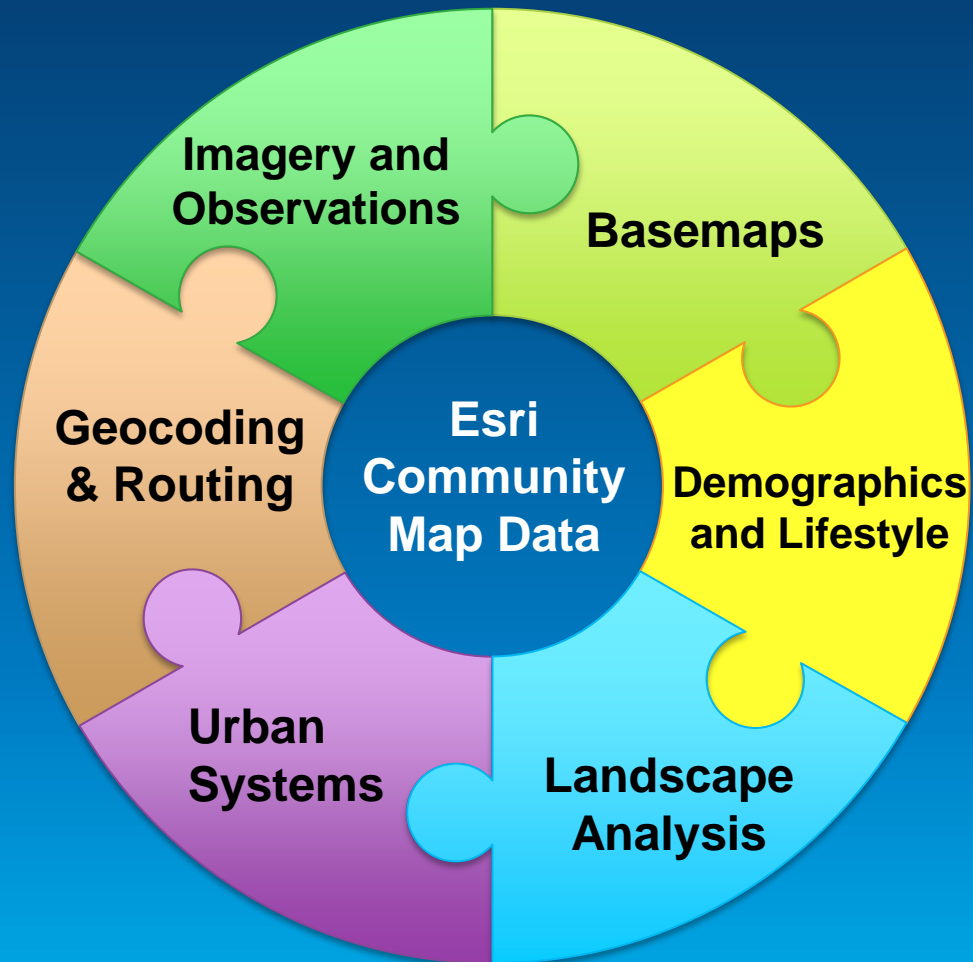 Imagery and
Observations
Basemaps
Geocoding
& Routing
Esri
Community
Map Data
Demographics
and Lifestyle
Urban
Systems
Landscape
Analysis